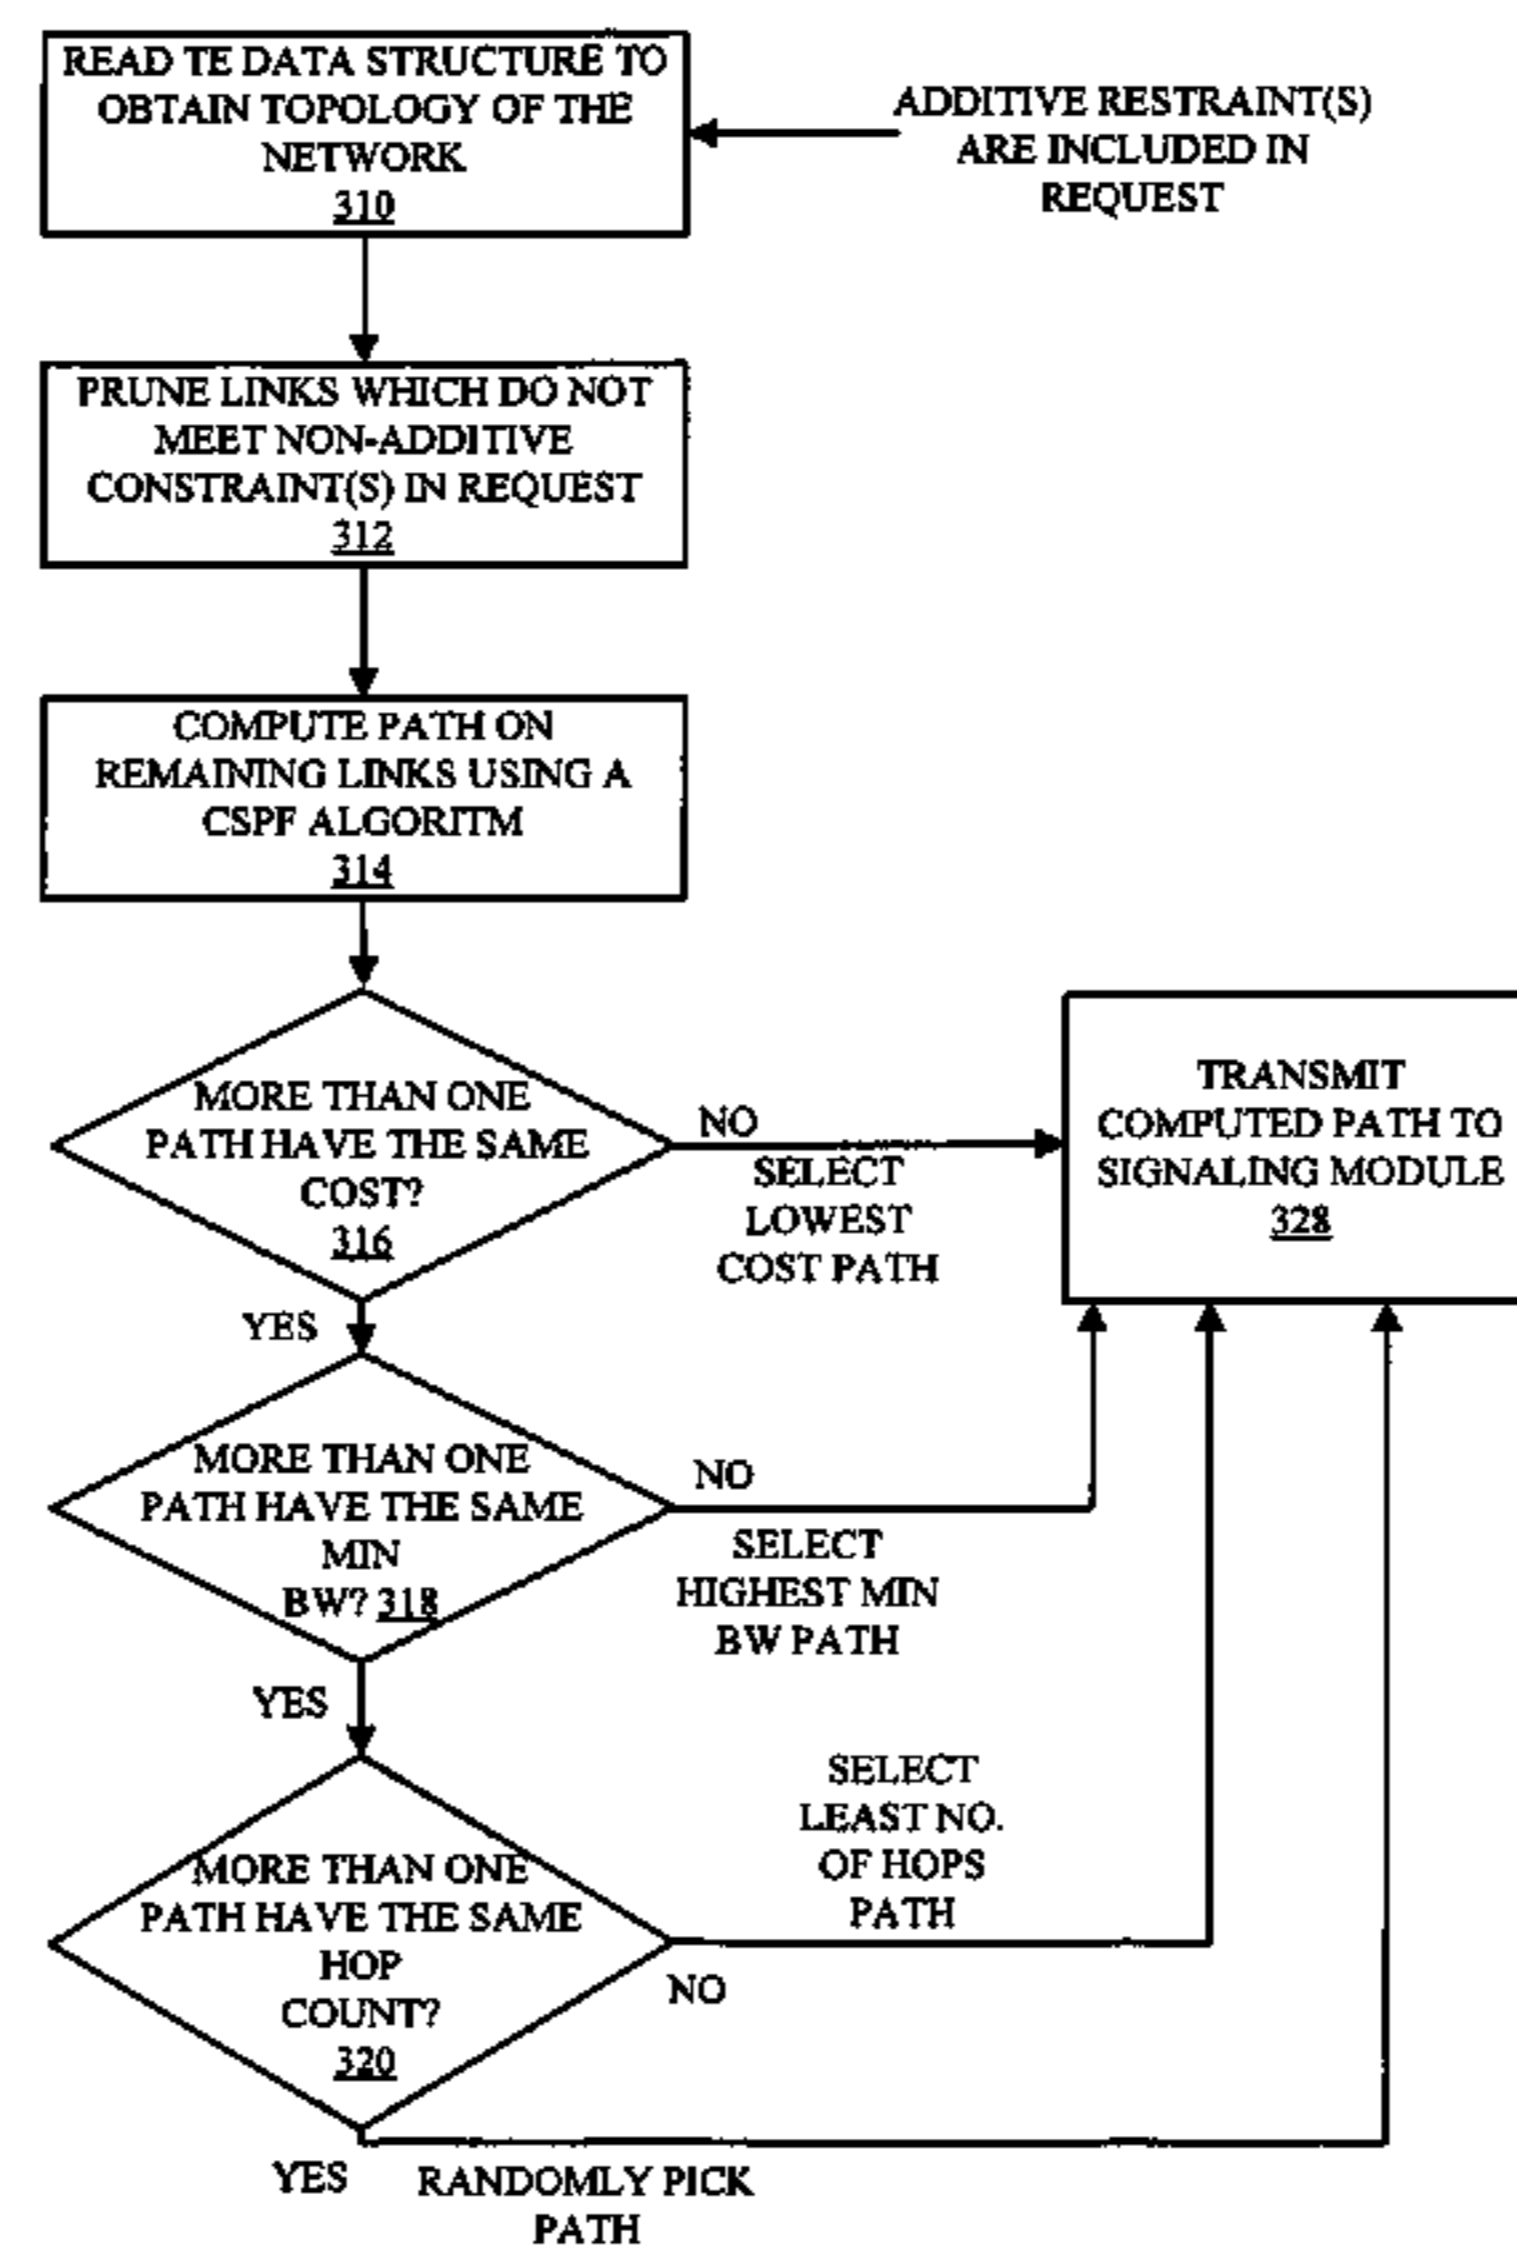 READ TE DATA STRUCTURE TO
OBTAIN TOPOLOGY OF THE
NETWORK
310
ADDITIVE RESTRAINT(S)
ARE INCLUDED IN
REQUEST
PRUNE LINKS WHICH DO NOT
MEET NON-ADDITIVE
CONSTRAINT(S) IN REQUEST
312
COMPUTE PATH ON
REMAINING LINKS USING A
CSPF ALGORITM
314
MORE THAN ONE
PATH HAVE THE SAME
COST?
316
NO
SELECT
LOWEST
COST PATH
TRANSMIT
COMPUTED PATH TO
SIGNALING MODULE
328
YES
MORE THAN ONE
PATH HAVE THE SAME
MIN
BW? 318
NO
SELECT
HIGHEST MIN
BW PATH
YES
MORE THAN ONE
PATH HAVE THE SAME
HOP
COUNT?
320
SELECT
LEAST NO.
OF HOPS
PATH
NO
YES
RANDOMLY PICK
PATH